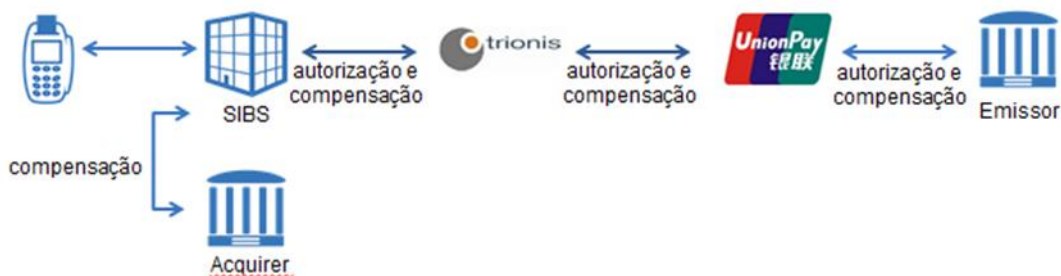 trionis
UnionPay
银联
autorização e
compensação
autorização e
compensação
autorização e
compensação
SIBS
Emissor
compensação
Acquirer